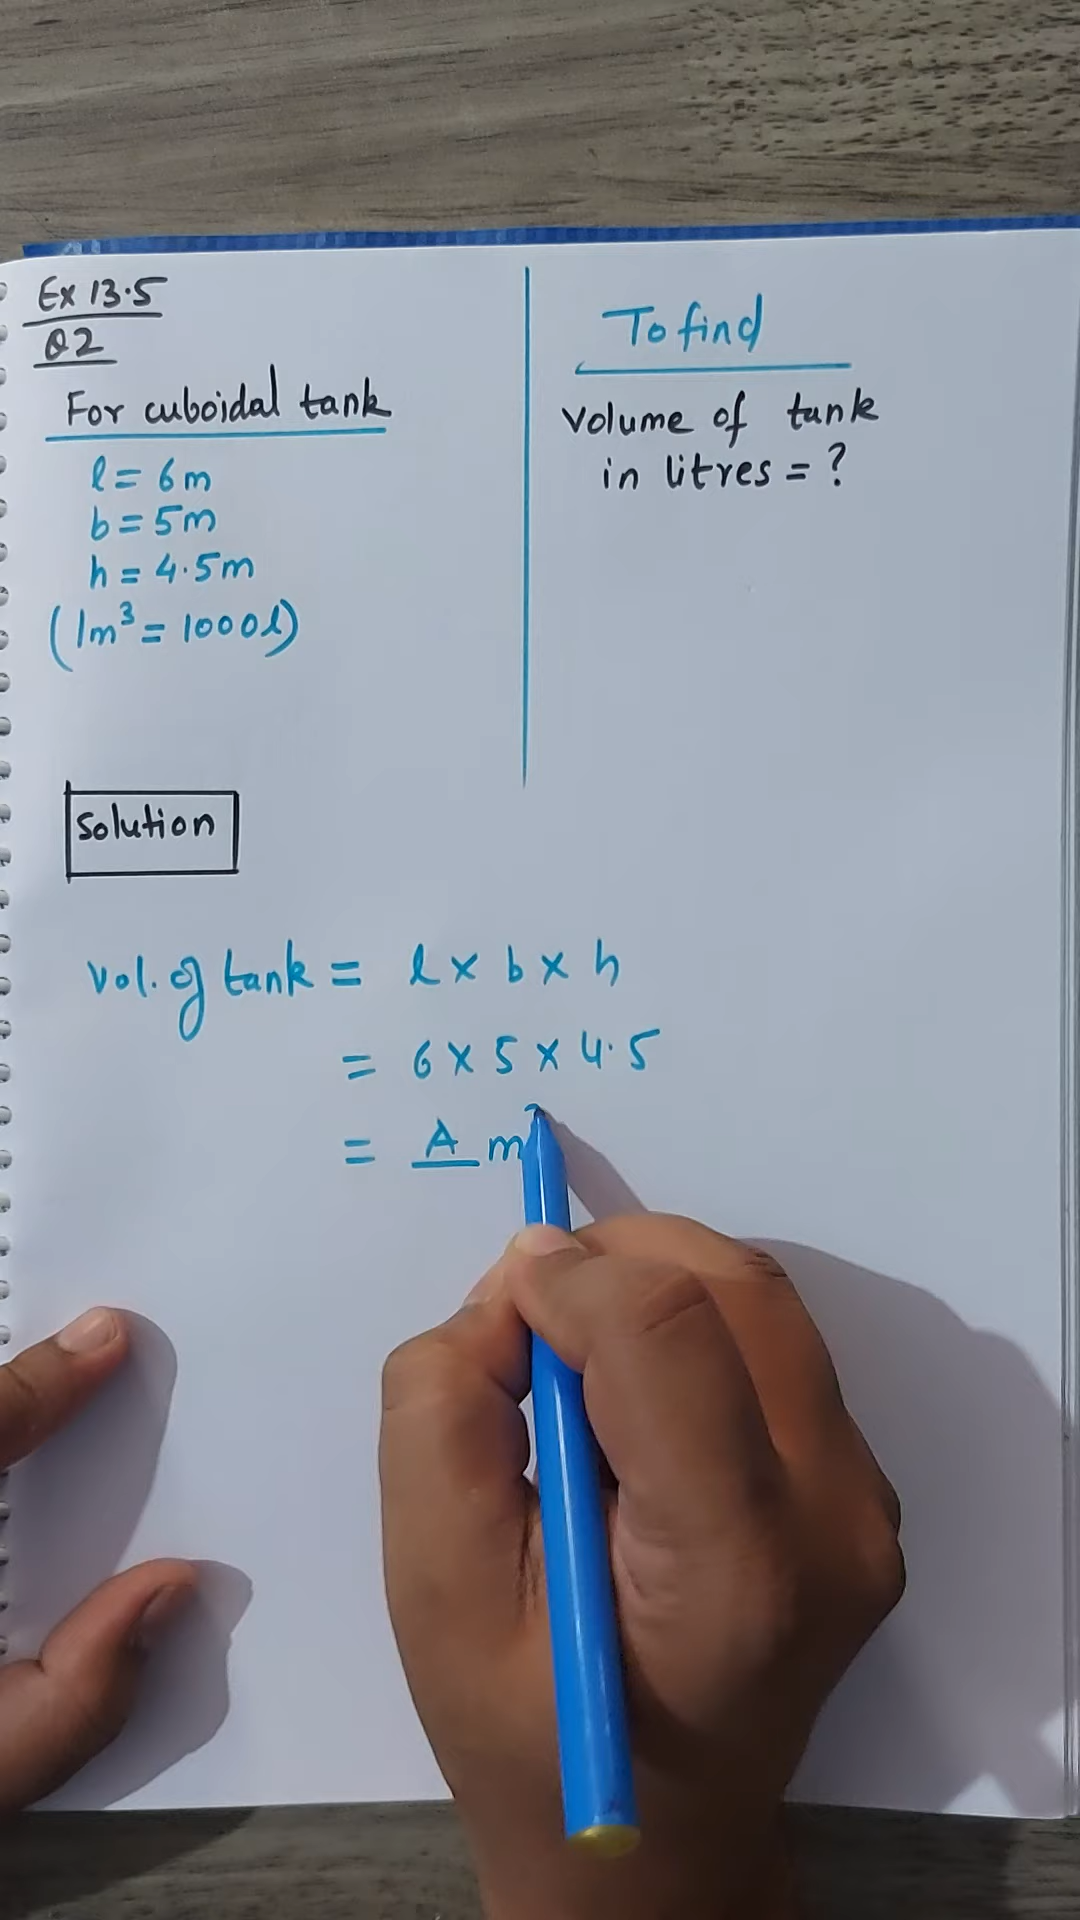 Ex 13.5
Q2
For cuboidal tank
l = 6m
b = 5m
h = 4.5m
(1m³ = 1000l)
To find
Volume of tank
in litres = ?
Solution
Vol. of tank = l × b × h
= 6 × 5 × 4.5
= A m